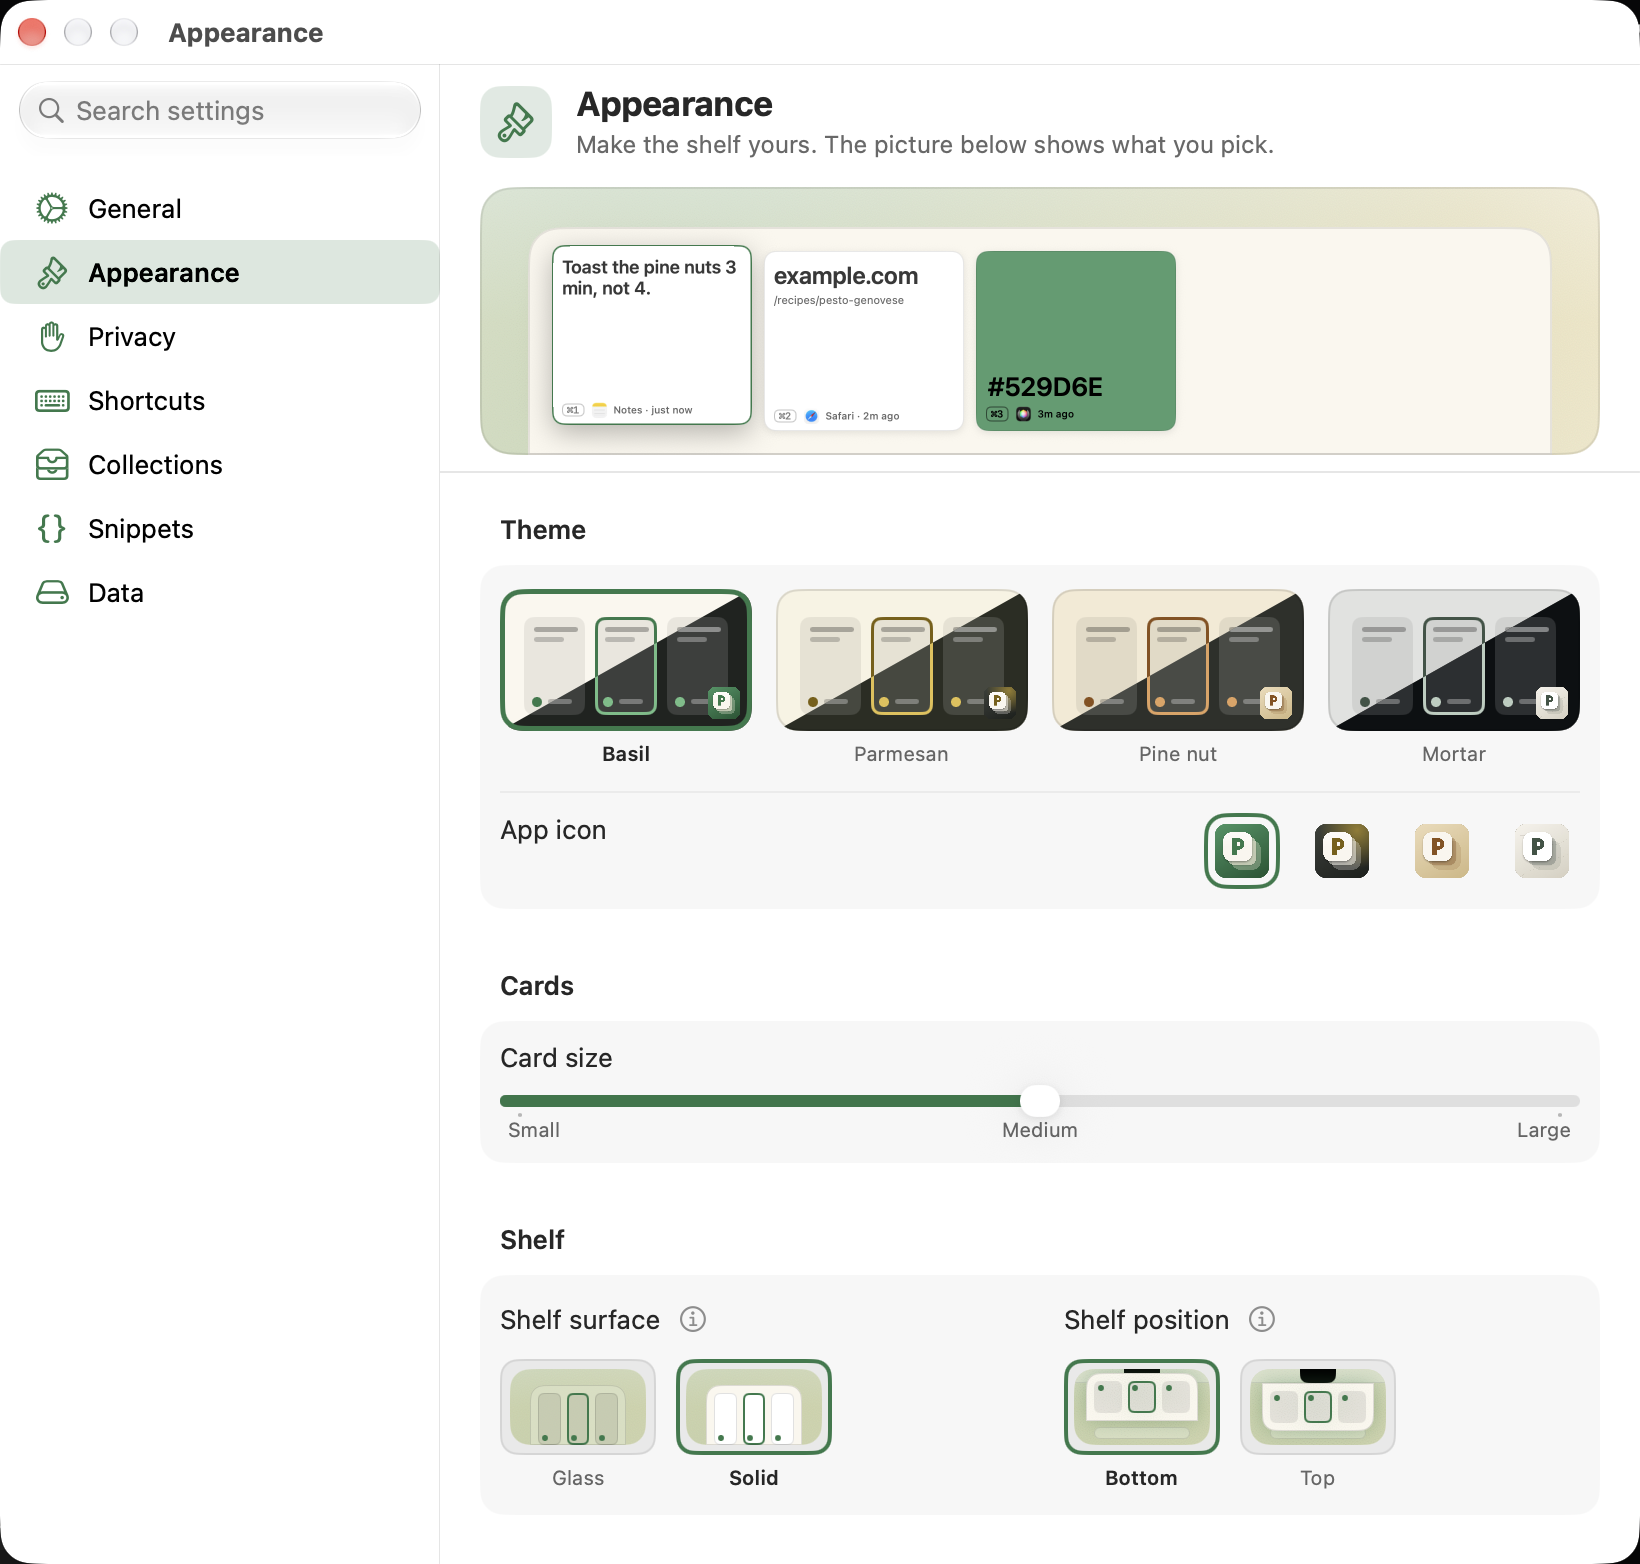 Appearance
Search settings
General
Appearance
Privacy
Shortcuts
Collections
Snippets
Data
Appearance
Make the shelf yours. The picture below shows what you pick.
Toast the pine nuts 3
min, not 4.
⌘1 Notes · just now
example.com
/recipes/pesto-genovese
⌘2 Safari · 2m ago
#529D6E
⌘3 3m ago
Theme
P
P
P
P
Basil
Parmesan
Pine nut
Mortar
App icon
P
P
P
P
Cards
Card size
Small
Medium
Large
Shelf
Shelf surface
Shelf position
Glass
Solid
Bottom
Top